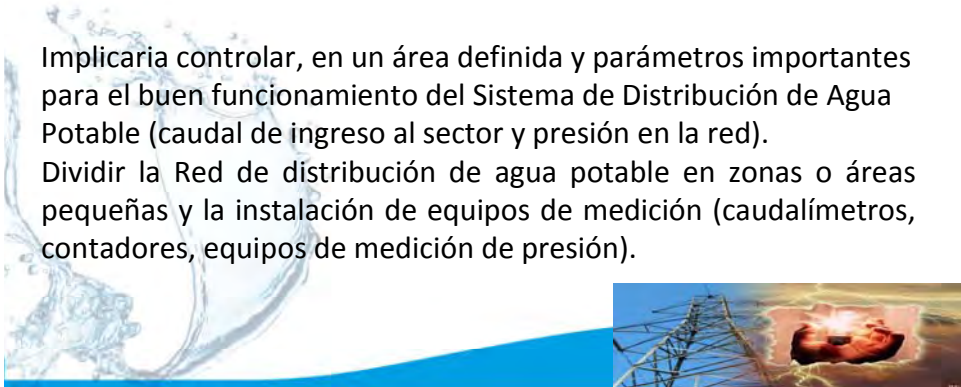 Implicaria controlar, en un área definida y parámetros importantes
para el buen funcionamiento del Sistema de Distribución de Agua
Potable (caudal de ingreso al sector y presión en la red).
Dividir la Red de distribución de agua potable en zonas o áreas
pequeñas y la instalación de equipos de medición (caudalímetros,
contadores, equipos de medición de presión).